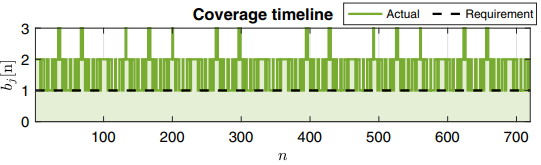 Coverage timeline
Actual
Requirement
3
2
1
0
b_j[n]
100 200 300 400 500 600 700
n